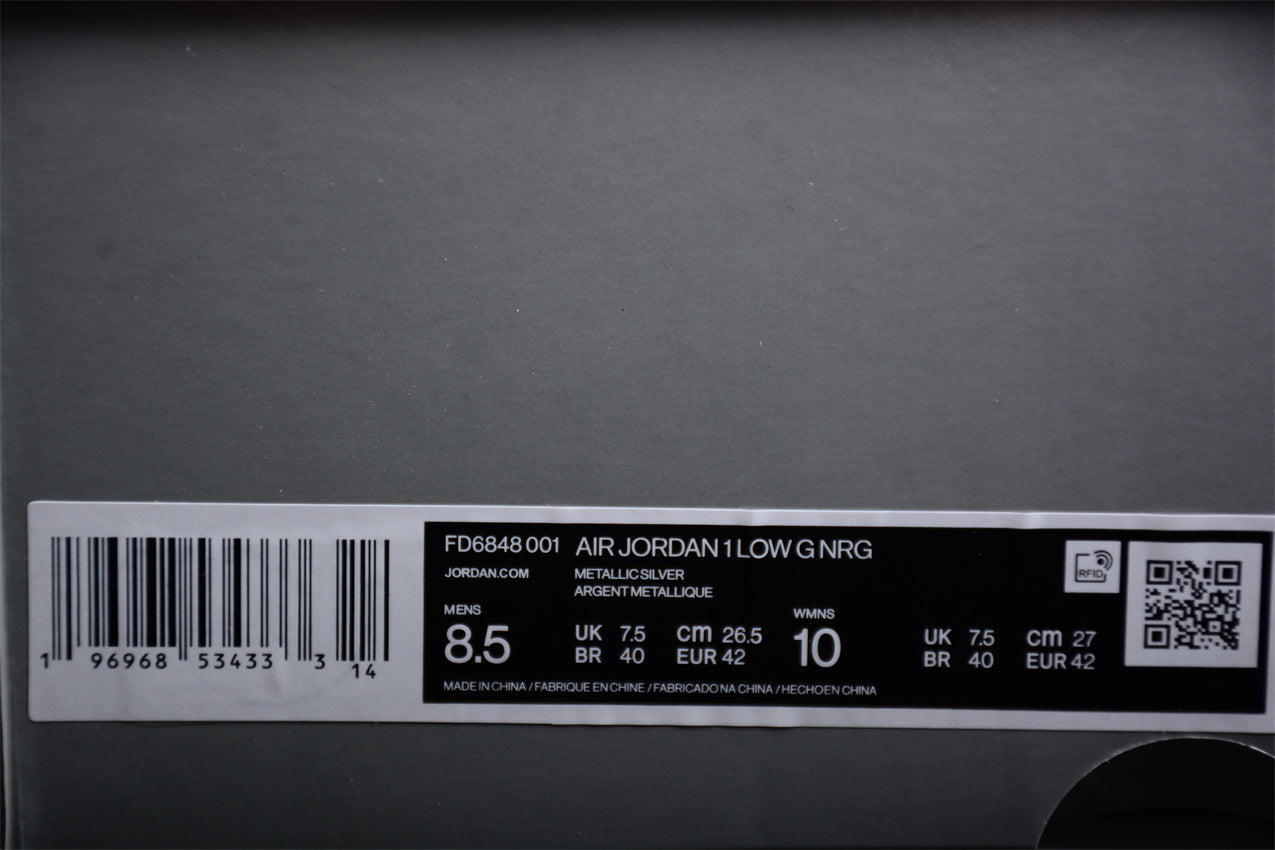 FD6848 001 AIR JORDAN 1 LOW G NRG
JORDAN.COM METALLIC SILVER
ARGENT METALLIQUE
MENS WMNS
8.5 UK 7.5 cm 26.5 10 UK 7.5 cm 27
BR 40 EUR 42 BR 40 EUR 42
MADE IN CHINA / FABRIQUE EN CHINE / FABRICADO NA CHINA / HECHO EN CHINA
RFID
1 96968 53433 3 14